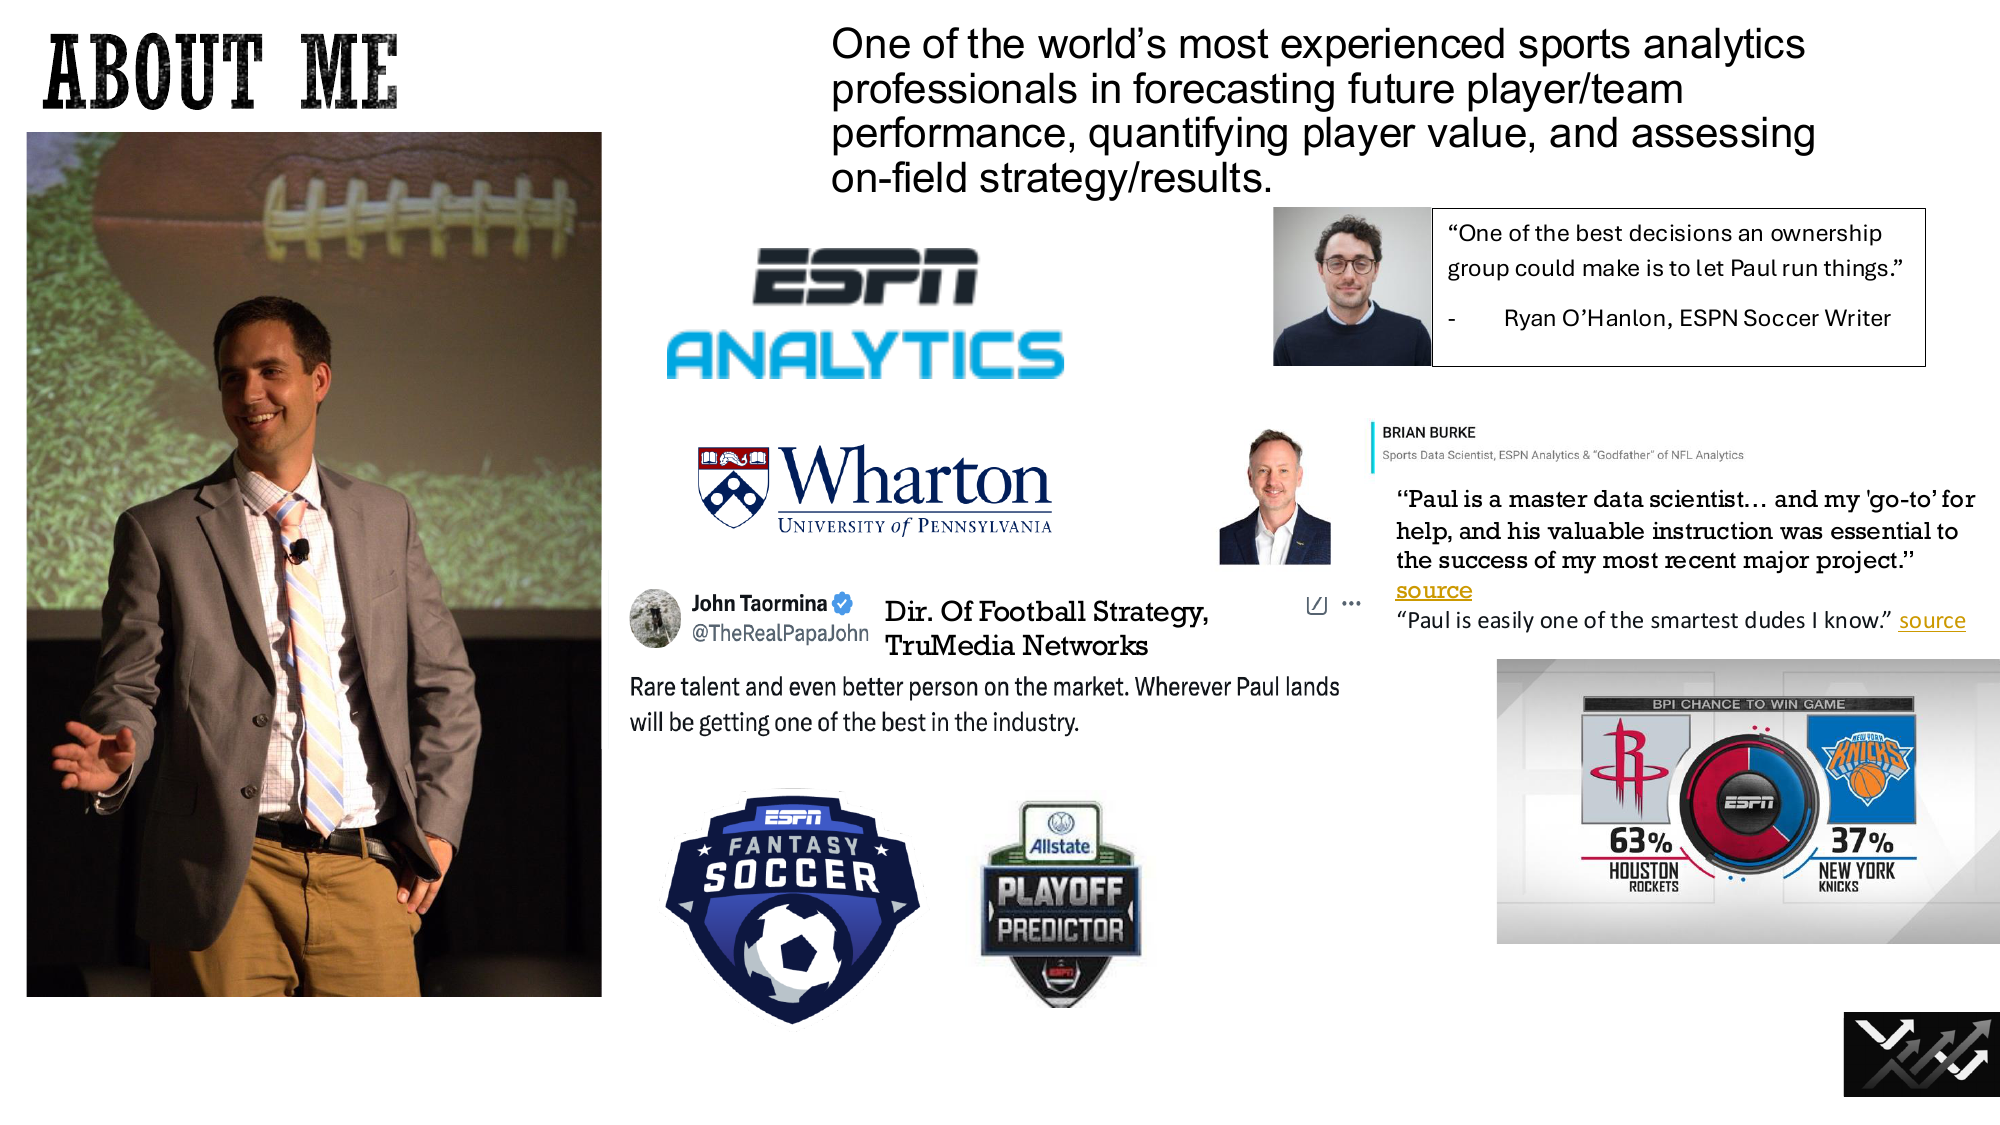 ABOUT ME
One of the world’s most experienced sports analytics
professionals in forecasting future player/team
performance, quantifying player value, and assessing
on-field strategy/results.
ESPN
ANALYTICS
“One of the best decisions an ownership
group could make is to let Paul run things.”
- Ryan O’Hanlon, ESPN Soccer Writer
Wharton
UNIVERSITY of PENNSYLVANIA
BRIAN BURKE
Sports Data Scientist, ESPN Analytics & “Godfather” of NFL Analytics
“Paul is a master data scientist... and my 'go-to’ for
help, and his valuable instruction was essential to
the success of my most recent major project.”
source
“Paul is easily one of the smartest dudes I know.” source
John Taormina
@TheRealPapaJohn
Dir. Of Football Strategy,
TruMedia Networks
Rare talent and even better person on the market. Wherever Paul lands
will be getting one of the best in the industry.
ESPN
FANTASY
SOCCER
Allstate
PLAYOFF
PREDICTOR
ESPN
BPI CHANCE TO WIN GAME
R
NEW YORK
KNICKS
ESPN
63%
HOUSTON
ROCKETS
37%
NEW YORK
KNICKS